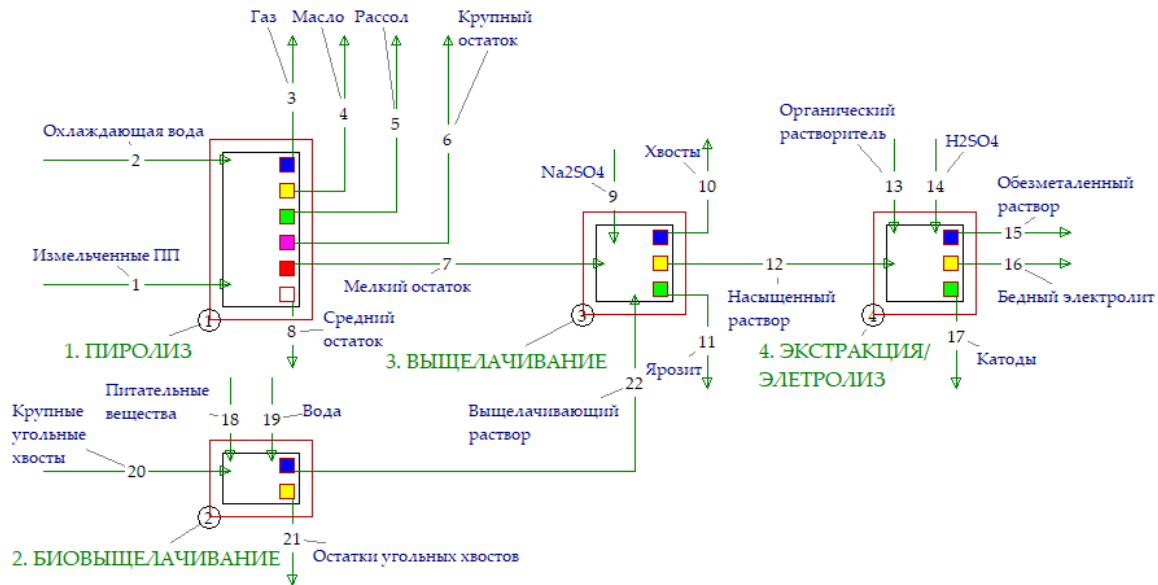 Газ Масло Рассол Крупный
остаток
3
4
5
6
Охлаждающая вода
2
Измельченные ПП
1
7
Мелкий остаток
8
Средний
остаток
1
1. ПИРОЛИЗ
Na2SO4
9
Хвосты
10
12
Насыщенный
раствор
3
3. ВЫЩЕЛАЧИВАНИЕ
11
Ярозит
22
Выщелачивающий
раствор
Органический
растворитель
H2SO4
13
14
Обезметаленный
раствор
15
16
Бедный электролит
17
Катоды
4
4. ЭКСТРАКЦИЯ/
ЭЛЕТРОЛИЗ
Питательные
вещества
18
19
Вода
Крупные
угольные
хвосты
20
2
2. БИОВЫЩЕЛАЧИВАНИЕ
21
Остатки угольных хвостов